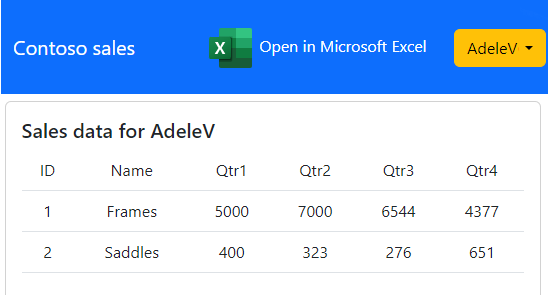 Contoso sales X Open in Microsoft Excel AdeleV
Sales data for AdeleV
ID Name Qtr1 Qtr2 Qtr3 Qtr4
1 Frames 5000 7000 6544 4377
2 Saddles 400 323 276 651